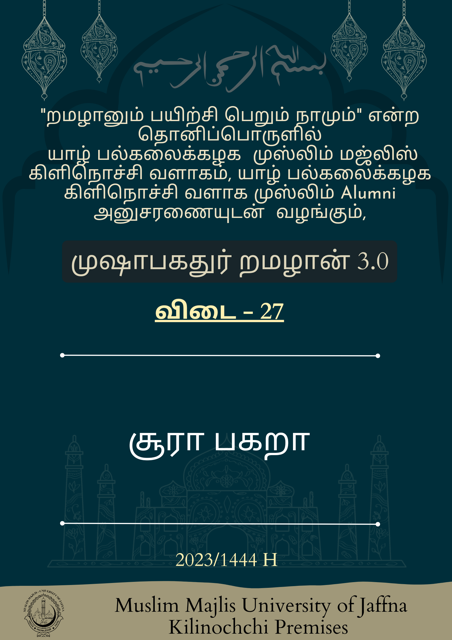 بسم الله الرحمن الرحيم
"றமழானும் பயிற்சி பெறும் நாமும்" என்ற
தொனிப்பொருளில்
யாழ் பல்கலைக்கழக முஸ்லிம் மஜ்லிஸ்
கிளிநொச்சி வளாகம், யாழ் பல்கலைக்கழக
கிளிநொச்சி வளாக முஸ்லிம் Alumni
அனுசரணையுடன் வழங்கும்,
முஷாபகதுர் றமழான் 3.0
விடை - 27
சூரா பகறா
2023/1444 H
Muslim Majlis University of Jaffna
Kilinochchi Premises